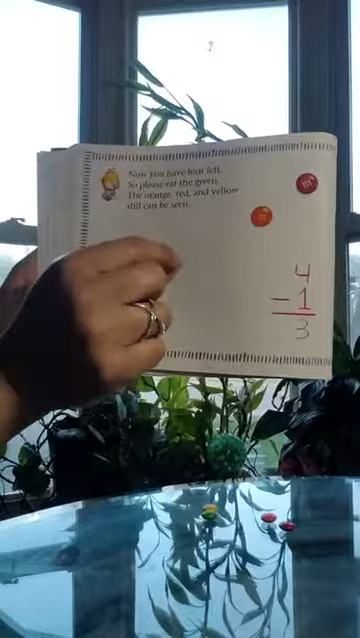 Now you have four left.
So please eat the green.
The orange, red, and yellow
still can be seen.
m
m
4
- 1
3